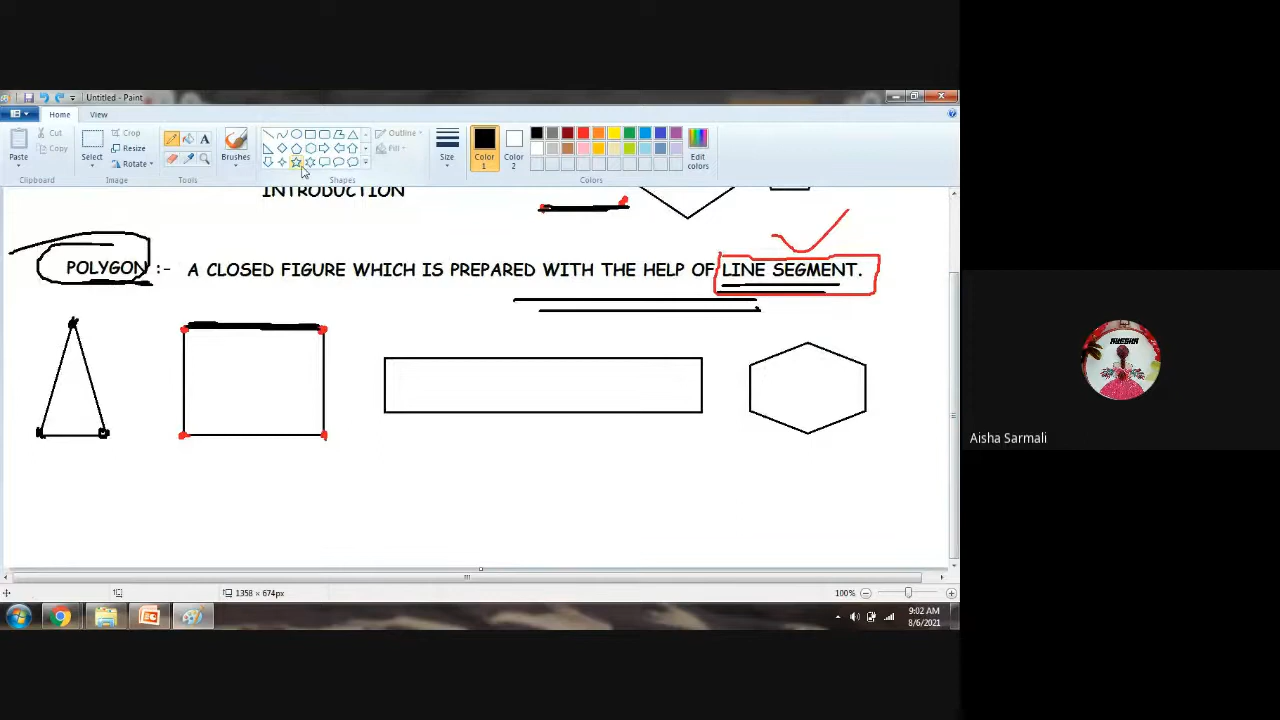 Untitled - Paint
Home View
Paste Cut Copy
Select Crop Resize Rotate
A
Brushes
Outline Fill
Size
Color 1 Color 2
Edit colors
Clipboard Image Tools Shapes Colors
INTRODUCTION
POLYGON :- A CLOSED FIGURE WHICH IS PREPARED WITH THE HELP OF LINE SEGMENT.
AYESHA
Aisha Sarmali
1358 × 674px
100%
9:02 AM
8/6/2021